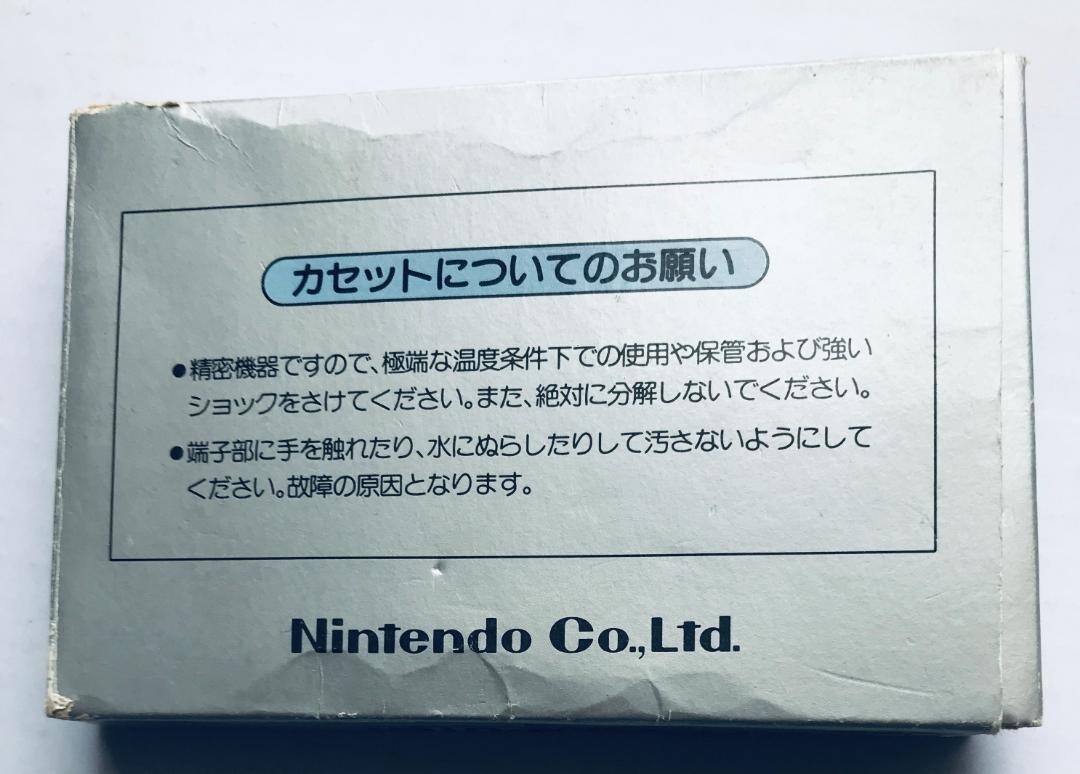 カセットについてのお願い
●精密機器ですので、極端な温度条件下での使用や保管および強い
ショックをさけてください。また、絶対に分解しないでください。
●端子部に手を触れたり、水にぬらしたりして汚さないようにして
ください。故障の原因となります。
Nintendo Co.,Ltd.